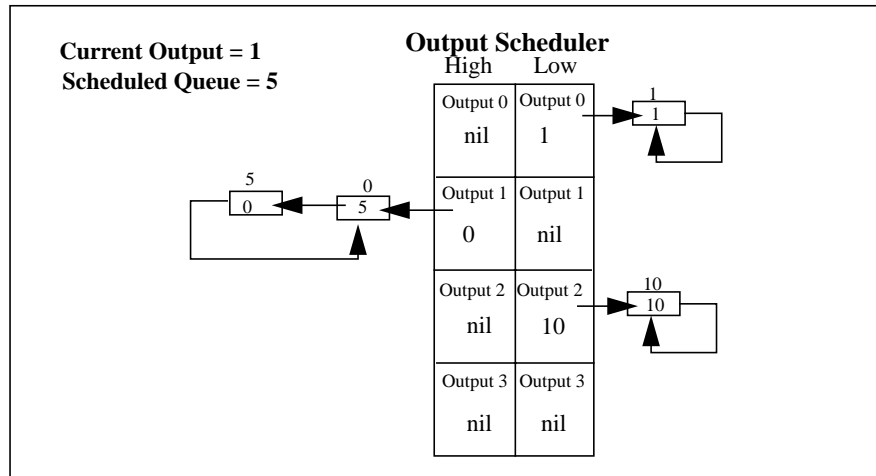 Current Output = 1
Scheduled Queue = 5
Output Scheduler
High Low
Output 0 Output 0
nil 1
1
1
5
0
0
5
Output 1 Output 1
0 nil
Output 2 Output 2
nil 10
10
10
Output 3 Output 3
nil nil